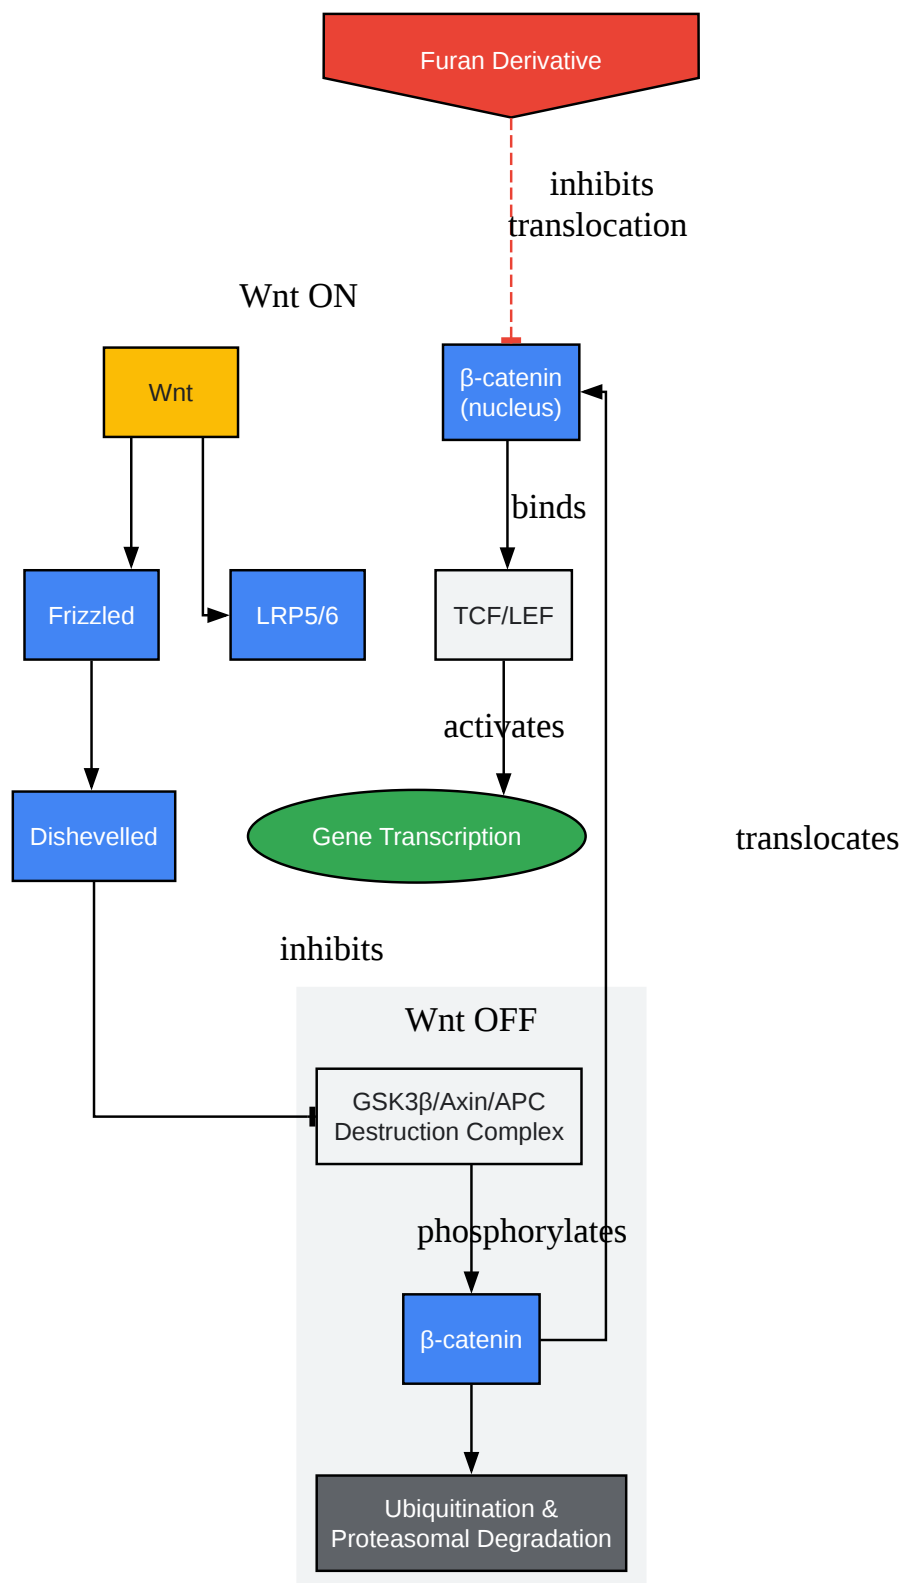 Furan Derivative
inhibits
translocation
Wnt ON
Wnt
β-catenin
(nucleus)
binds
Frizzled
LRP5/6
TCF/LEF
activates
Dishevelled
Gene Transcription
translocates
inhibits
Wnt OFF
GSK3β/Axin/APC
Destruction Complex
phosphorylates
β-catenin
Ubiquitination &
Proteasomal Degradation